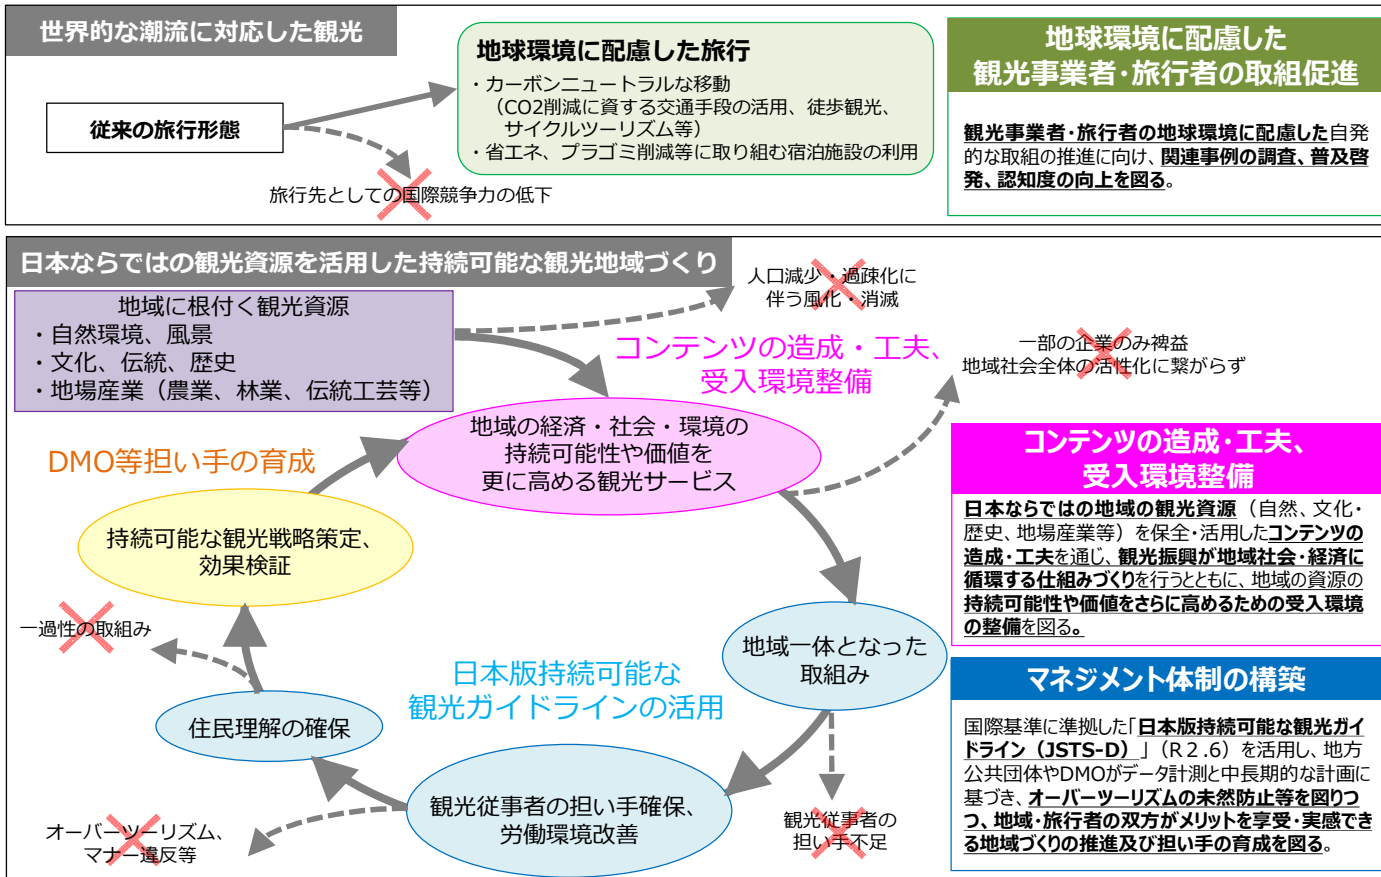 世界的な潮流に対応した観光
従来の旅行形態
地球環境に配慮した旅行
・カーボンニュートラルな移動
（CO2削減に資する交通手段の活用、徒歩観光、
サイクルツーリズム等）
・省エネ、プラゴミ削減等に取り組む宿泊施設の利用
旅行先としての国際競争力の低下
地球環境に配慮した
観光事業者・旅行者の取組促進
観光事業者・旅行者の地球環境に配慮した自発
的な取組の推進に向け、関連事例の調査、普及啓
発、認知度の向上を図る。
日本ならではの観光資源を活用した持続可能な観光地域づくり
地域に根付く観光資源
・自然環境、風景
・文化、伝統、歴史
・地場産業（農業、林業、伝統工芸等）
人口減少・過疎化に
伴う風化・消滅
コンテンツの造成・工夫、
受入環境整備
一部の企業のみ裨益
地域社会全体の活性化に繋がらず
地域の経済・社会・環境の
持続可能性や価値を
更に高める観光サービス
DMO等担い手の育成
持続可能な観光戦略策定、
効果検証
一過性の取組み
住民理解の確保
日本版持続可能な
観光ガイドラインの活用
地域一体となった
取組み
観光従事者の担い手確保、
労働環境改善
オーバーツーリズム、
マナー違反等
観光従事者の
担い手不足
コンテンツの造成・工夫、
受入環境整備
日本ならではの地域の観光資源（自然、文化・
歴史、地場産業等）を保全・活用したコンテンツの
造成・工夫を通じ、観光振興が地域社会・経済に
循環する仕組みづくりを行うとともに、地域の資源の
持続可能性や価値をさらに高めるための受入環境
の整備を図る。
マネジメント体制の構築
国際基準に準拠した「日本版持続可能な観光ガイ
ドライン（JSTS-D）」（R２.6）を活用し、地方
公共団体やDMOがデータ計測と中長期的な計画に
基づき、オーバーツーリズムの未然防止等を図りつ
つ、地域・旅行者の双方がメリットを享受・実感でき
る地域づくりの推進及び担い手の育成を図る。